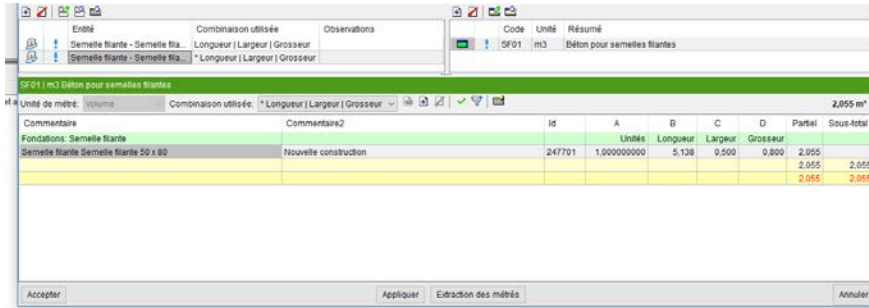 Entité Combinaison utilisée Observations
Semelle filante - Semelle fila... Longueur | Largeur | Grosseur
Semelle filante - Semelle fila... * Longueur | Largeur | Grosseur
Code Unité Résumé
SF01 m3 Béton pour semelles filantes
SF01 | m3 Béton pour semelles filantes
et a
Unité de métré: Volume Combinaison utilisée: * Longueur | Largeur | Grosseur 2,055 m³
Commentaire Commentaire2 Id A B C D Partiel Sous-total
Fondations: Semelle filante Unités Longueur Largeur Grosseur
Semelle filante Semelle filante 50 x 80 Nouvelle construction 247701 1,000000000 5,138 0,500 0,800 2,055
2,055 2,055
2,055 2,055
Accepter Appliquer Extraction des métrés Annuler